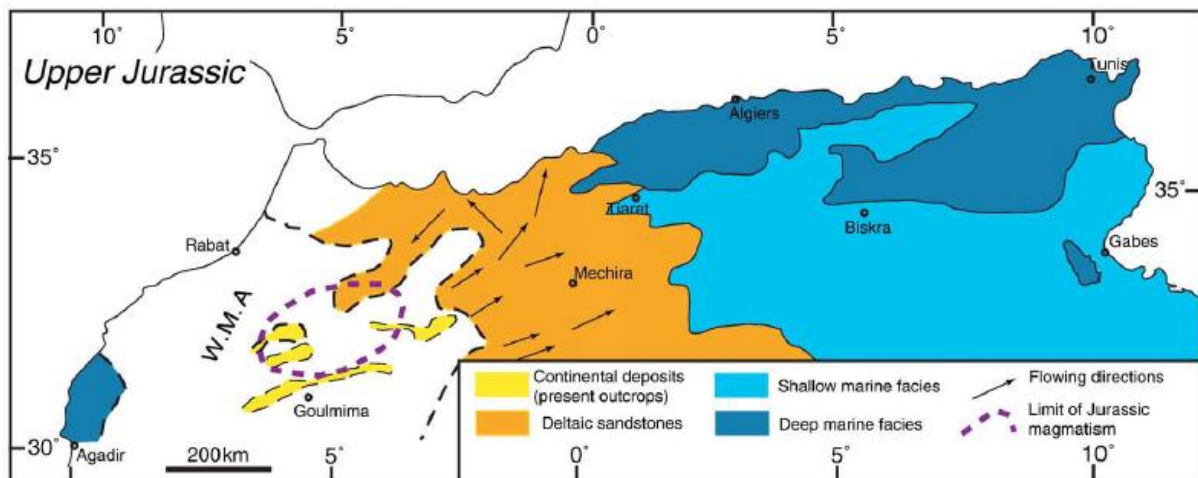 10° 5° 0° 5° 10°
Upper Jurassic
Tunis
Algiers
35°
35°
Tiaret
Biskra
Rabat
Gabes
Mechira
W.M.A
Continental deposits
(present outcrops)
Shallow marine facies
Flowing directions
Goulmima
Deltaic sandstones
Deep marine facies
Limit of Jurassic
magmatism
30°
30°
Agadir
200km
5° 0° 5° 10°